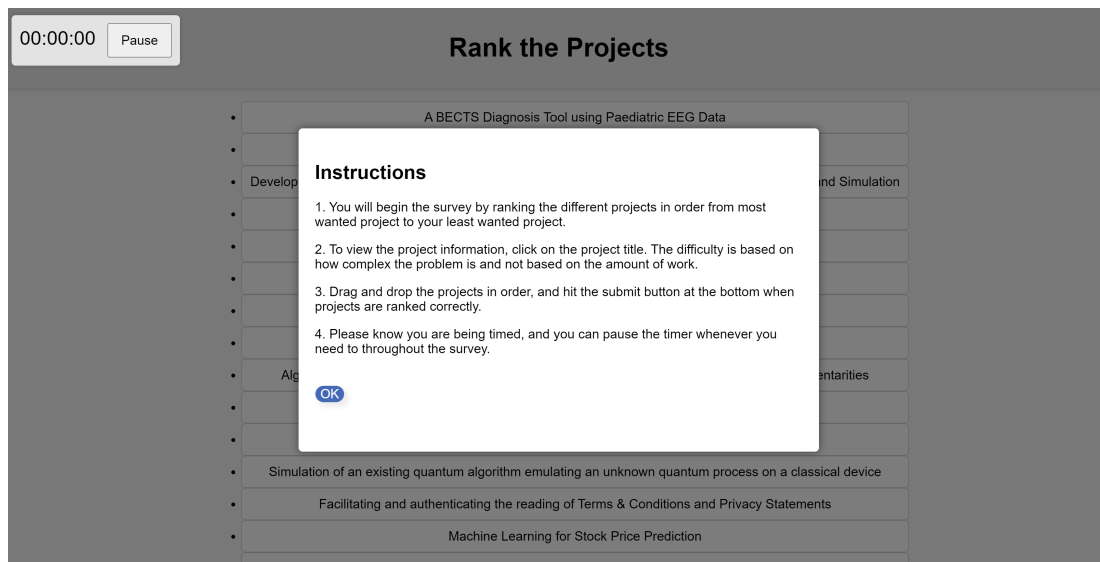 00:00:00
Pause
Rank the Projects
A BECTS Diagnosis Tool using Paediatric EEG Data
Instructions
Develop
and Simulation
1. You will begin the survey by ranking the different projects in order from most
wanted project to your least wanted project.
2. To view the project information, click on the project title. The difficulty is based on
how complex the problem is and not based on the amount of work.
3. Drag and drop the projects in order, and hit the submit button at the bottom when
projects are ranked correctly.
4. Please know you are being timed, and you can pause the timer whenever you
need to throughout the survey.
Alg
entarities
OK
Simulation of an existing quantum algorithm emulating an unknown quantum process on a classical device
Facilitating and authenticating the reading of Terms & Conditions and Privacy Statements
Machine Learning for Stock Price Prediction